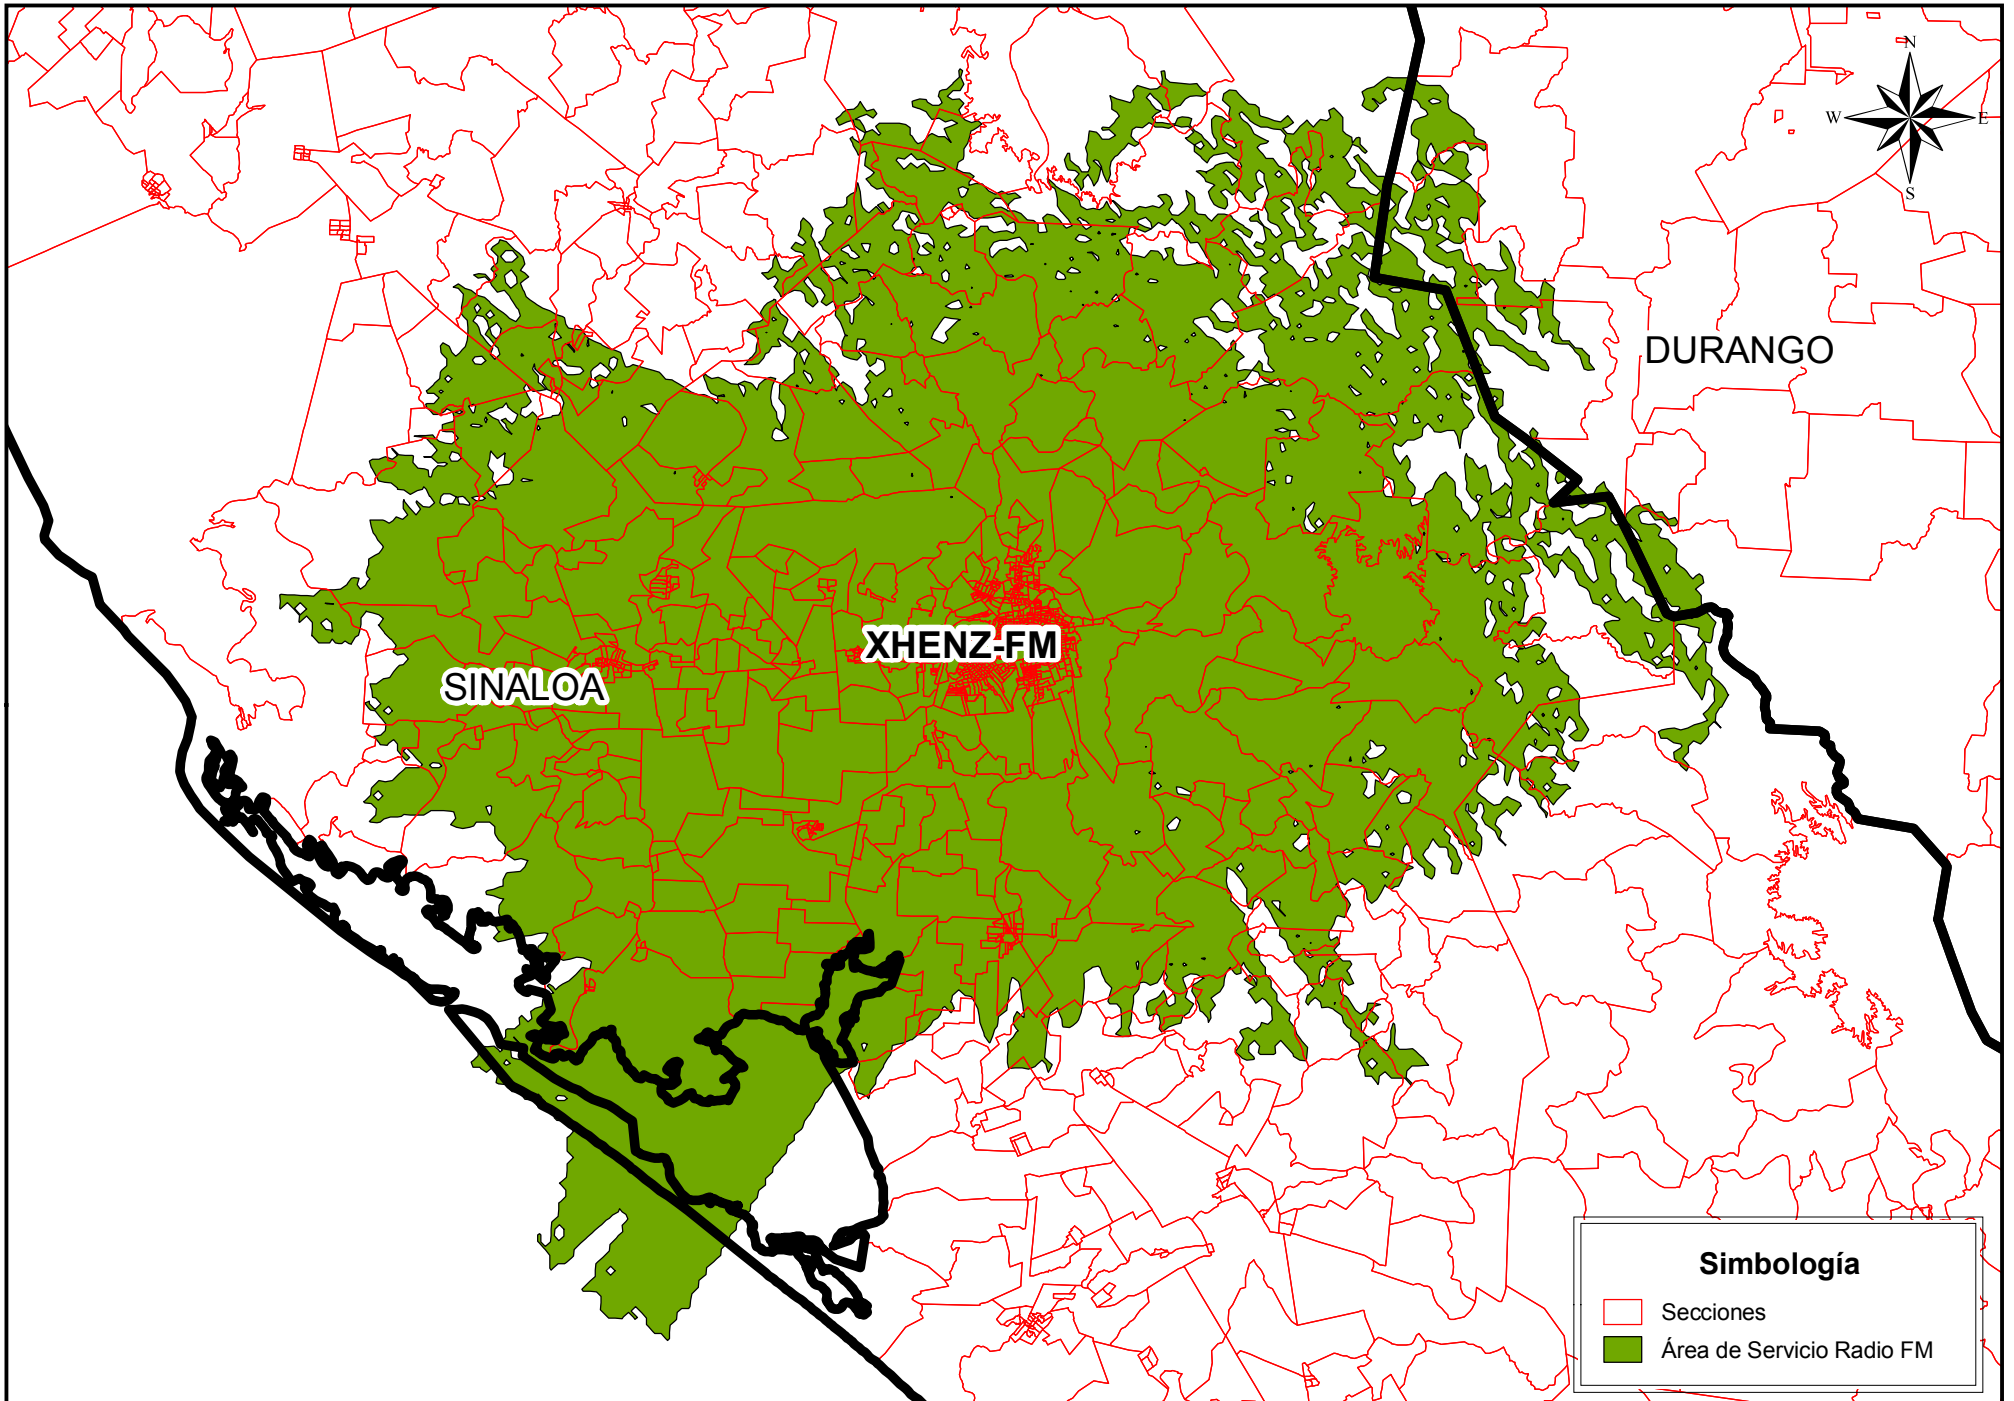 N
W
E
S
DURANGO
XHENZ-FM
SINALOA
Simbología
Secciones
Área de Servicio Radio FM